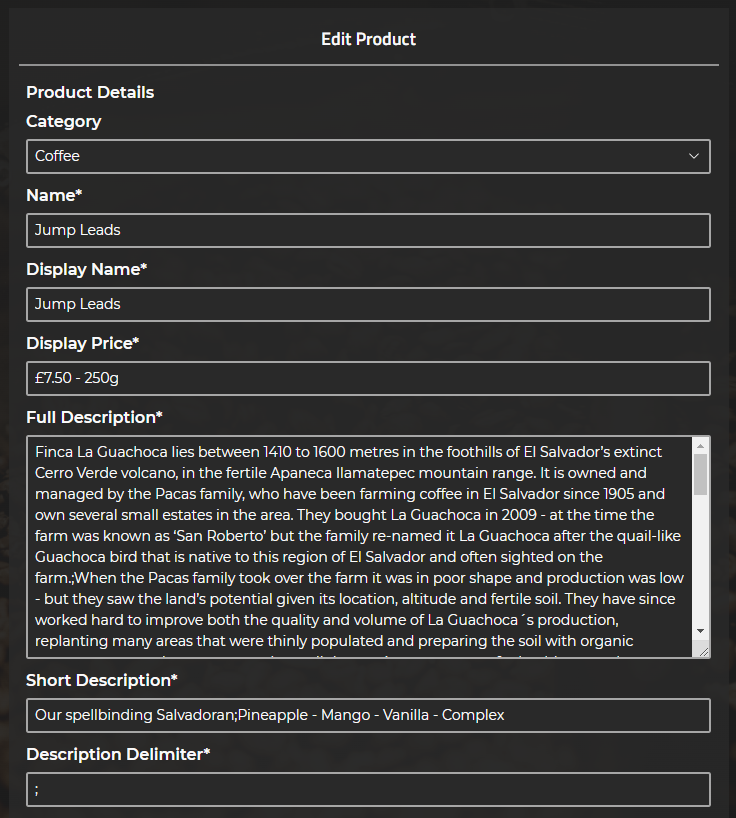 Edit Product
Product Details
Category
Coffee
Name*
Jump Leads
Display Name*
Jump Leads
Display Price*
£7.50 - 250g
Full Description*
Finca La Guachoca lies between 1410 to 1600 metres in the foothills of El Salvador’s extinct
Cerro Verde volcano, in the fertile Apaneca Ilamatepec mountain range. It is owned and
managed by the Pacas family, who have been farming coffee in El Salvador since 1905 and
own several small estates in the area. They bought La Guachoca in 2009 - at the time the
farm was known as ‘San Roberto’ but the family re-named it La Guachoca after the quail-like
Guachoca bird that is native to this region of El Salvador and often sighted on the
farm.;When the Pacas family took over the farm it was in poor shape and production was low
- but they saw the land’s potential given its location, altitude and fertile soil. They have since
worked hard to improve both the quality and volume of La Guachoca´s production,
replanting many areas that were thinly populated and preparing the soil with organic
Short Description*
Our spellbinding Salvadoran;Pineapple - Mango - Vanilla - Complex
Description Delimiter*
;